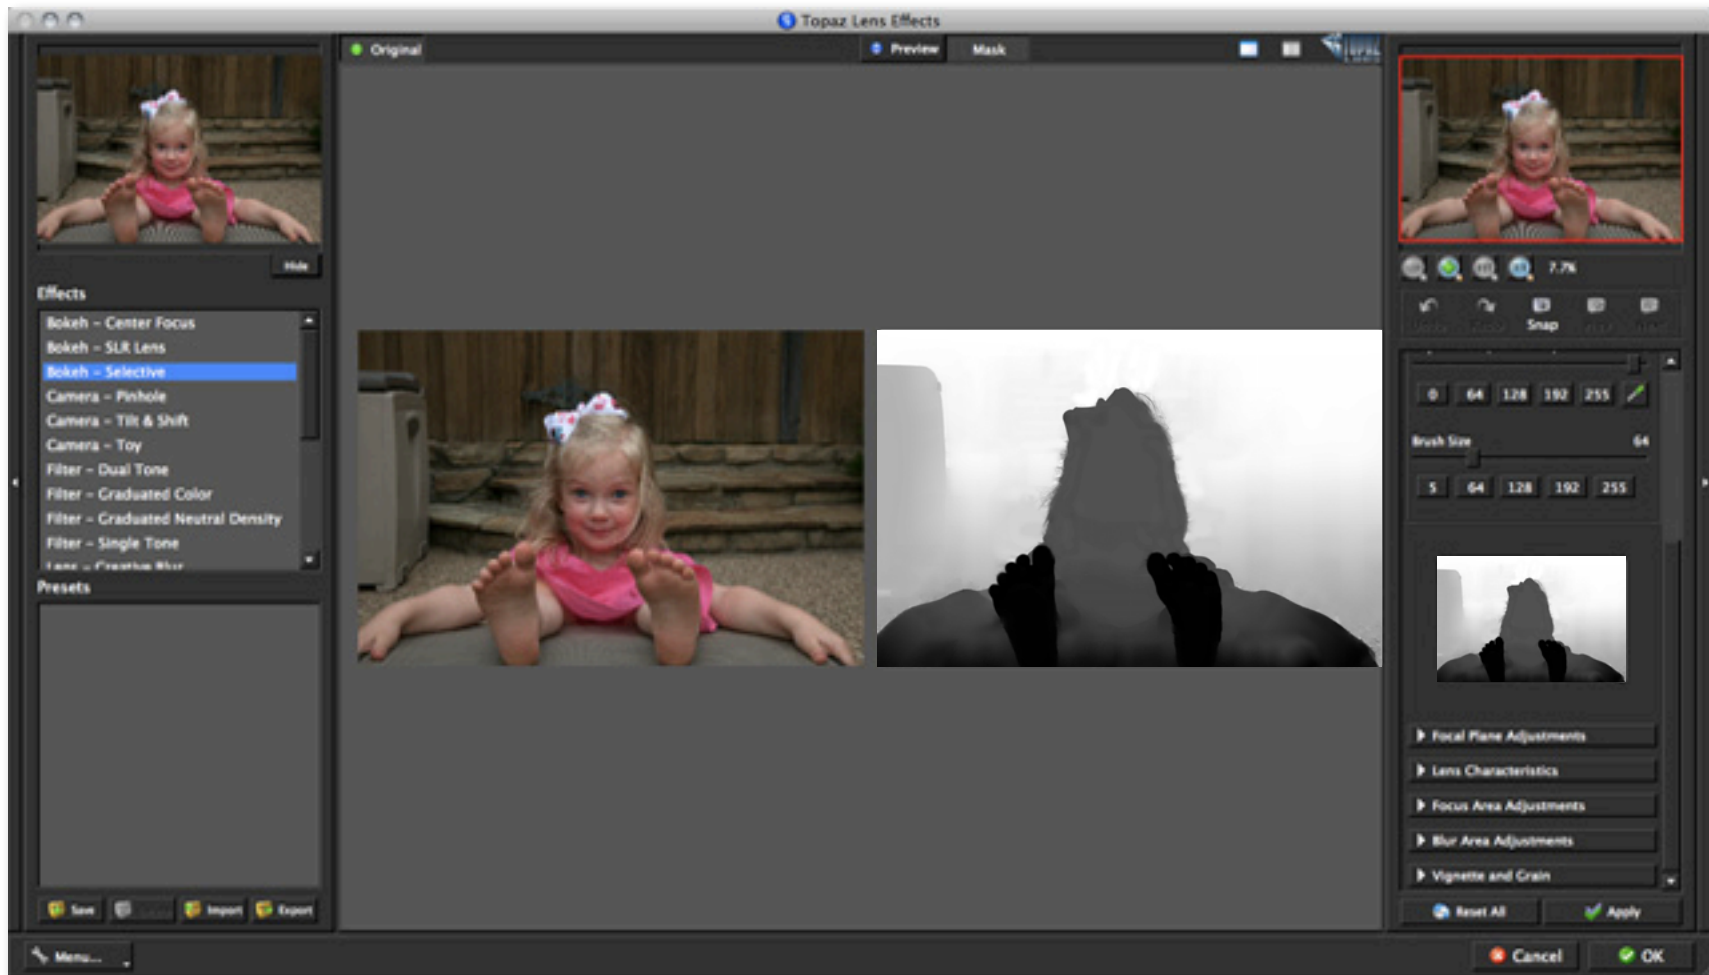 Topaz Lens Effects
Original
Preview
Mask
TOPAZ
Hide
Effects
Bokeh – Center Focus
Bokeh – SLR Lens
Bokeh – Selective
Camera – Pinhole
Camera – Tilt & Shift
Camera – Toy
Filter – Dual Tone
Filter – Graduated Color
Filter – Graduated Neutral Density
Filter – Single Tone
Lens – Creative Blur
Presets
Save
Import
Export
Menu...
7.7%
Snap
0 64 128 192 255
Brush Size 64
5 64 128 192 255
Focal Plane Adjustments
Lens Characteristics
Focus Area Adjustments
Blur Area Adjustments
Vignette and Grain
Reset All
Apply
Cancel
OK